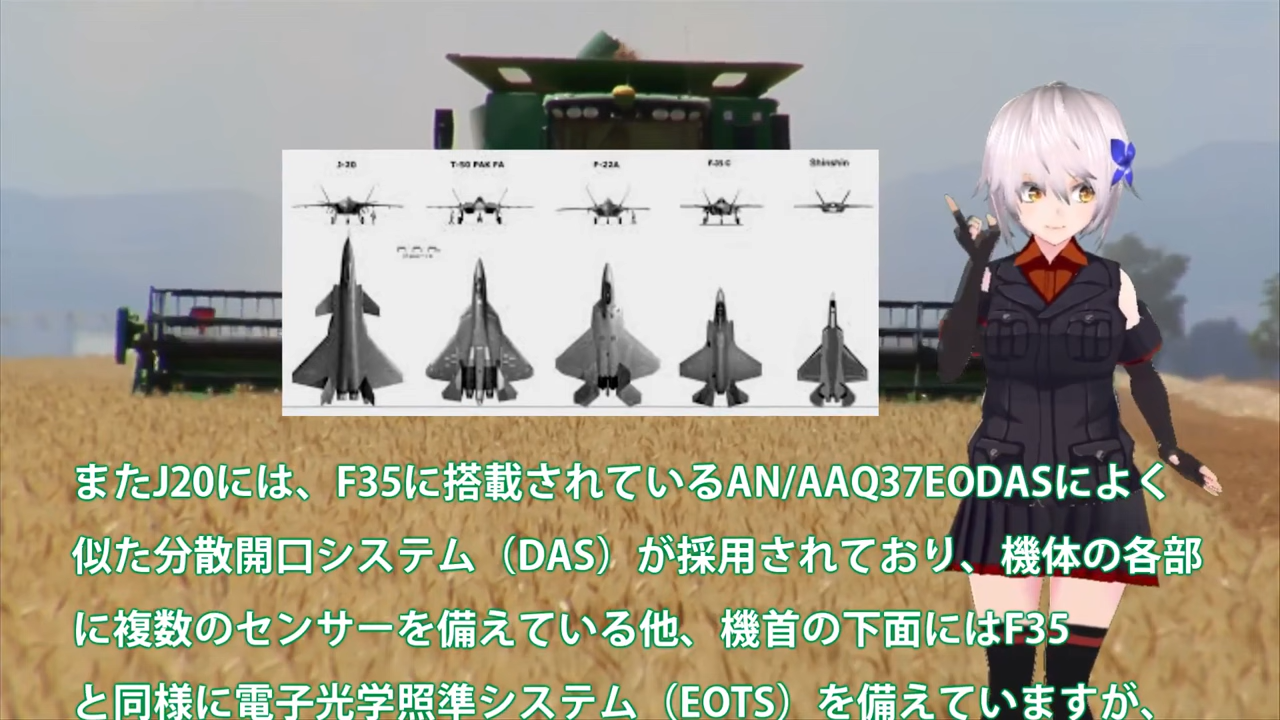 J-20 T-50 PAK FA F-22A F-35 C Shinshin
またJ20には、F35に搭載されているAN/AAQ37EODASによく
似た分散開口システム（DAS）が採用されており、機体の各部
に複数のセンサーを備えている他、機首の下面にはF35
と同様に電子光学照準システム（EOTS）を備えていますが、